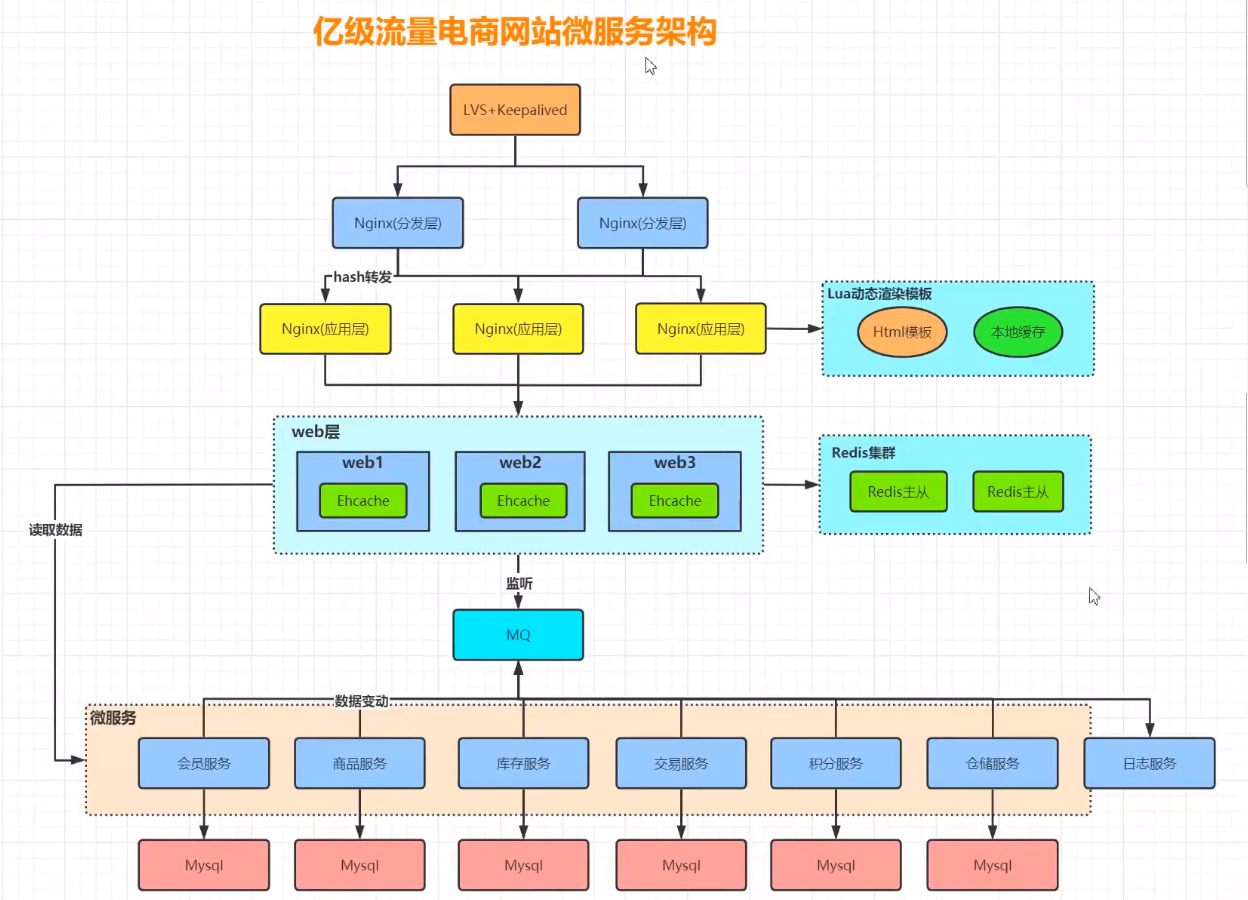 亿级流量电商网站微服务架构
LVS+Keepalived
Nginx(分发层)
Nginx(分发层)
hash转发
Nginx(应用层)
Nginx(应用层)
Nginx(应用层)
Lua动态渲染模板
Html模板
本地缓存
web层
web1
Ehcache
web2
Ehcache
web3
Ehcache
Redis集群
Redis主从
Redis主从
读取数据
监听
MQ
数据变动
微服务
会员服务
商品服务
库存服务
交易服务
积分服务
仓储服务
日志服务
Mysql
Mysql
Mysql
Mysql
Mysql
Mysql